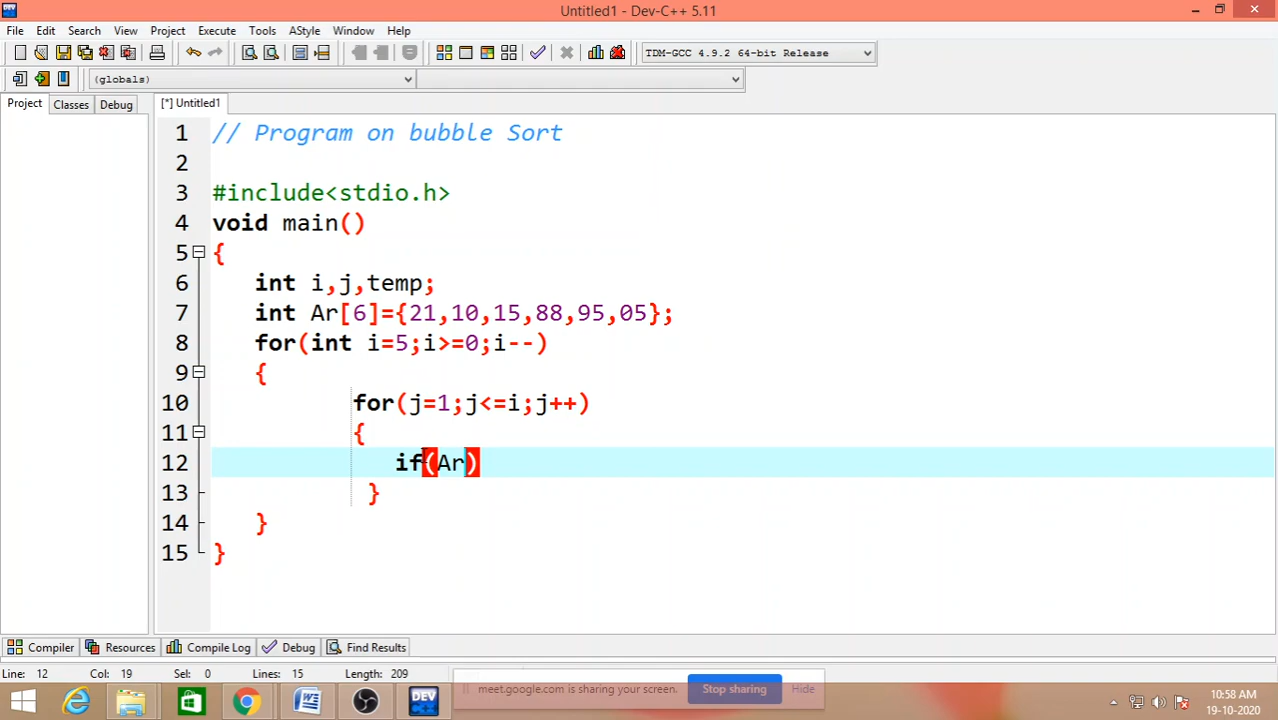 Untitled1 - Dev-C++ 5.11
File Edit Search View Project Execute Tools AStyle Window Help
TDM-GCC 4.9.2 64-bit Release
(globals)
Project Classes Debug [*] Untitled1
1 // Program on bubble Sort
2
3 #include<stdio.h>
4 void main()
5 {
6 int i,j,temp;
7 int Ar[6]={21,10,15,88,95,05};
8 for(int i=5;i>=0;i--)
9 {
10 for(j=1;j<=i;j++)
11 {
12 if(Ar)
13 }
14 }
15 }
Compiler Resources Compile Log Debug Find Results
Line: 12 Col: 19 Sel: 0 Lines: 15 Length: 209
meet.google.com is sharing your screen. Stop sharing Hide
DEV C++
10:58 AM
19-10-2020